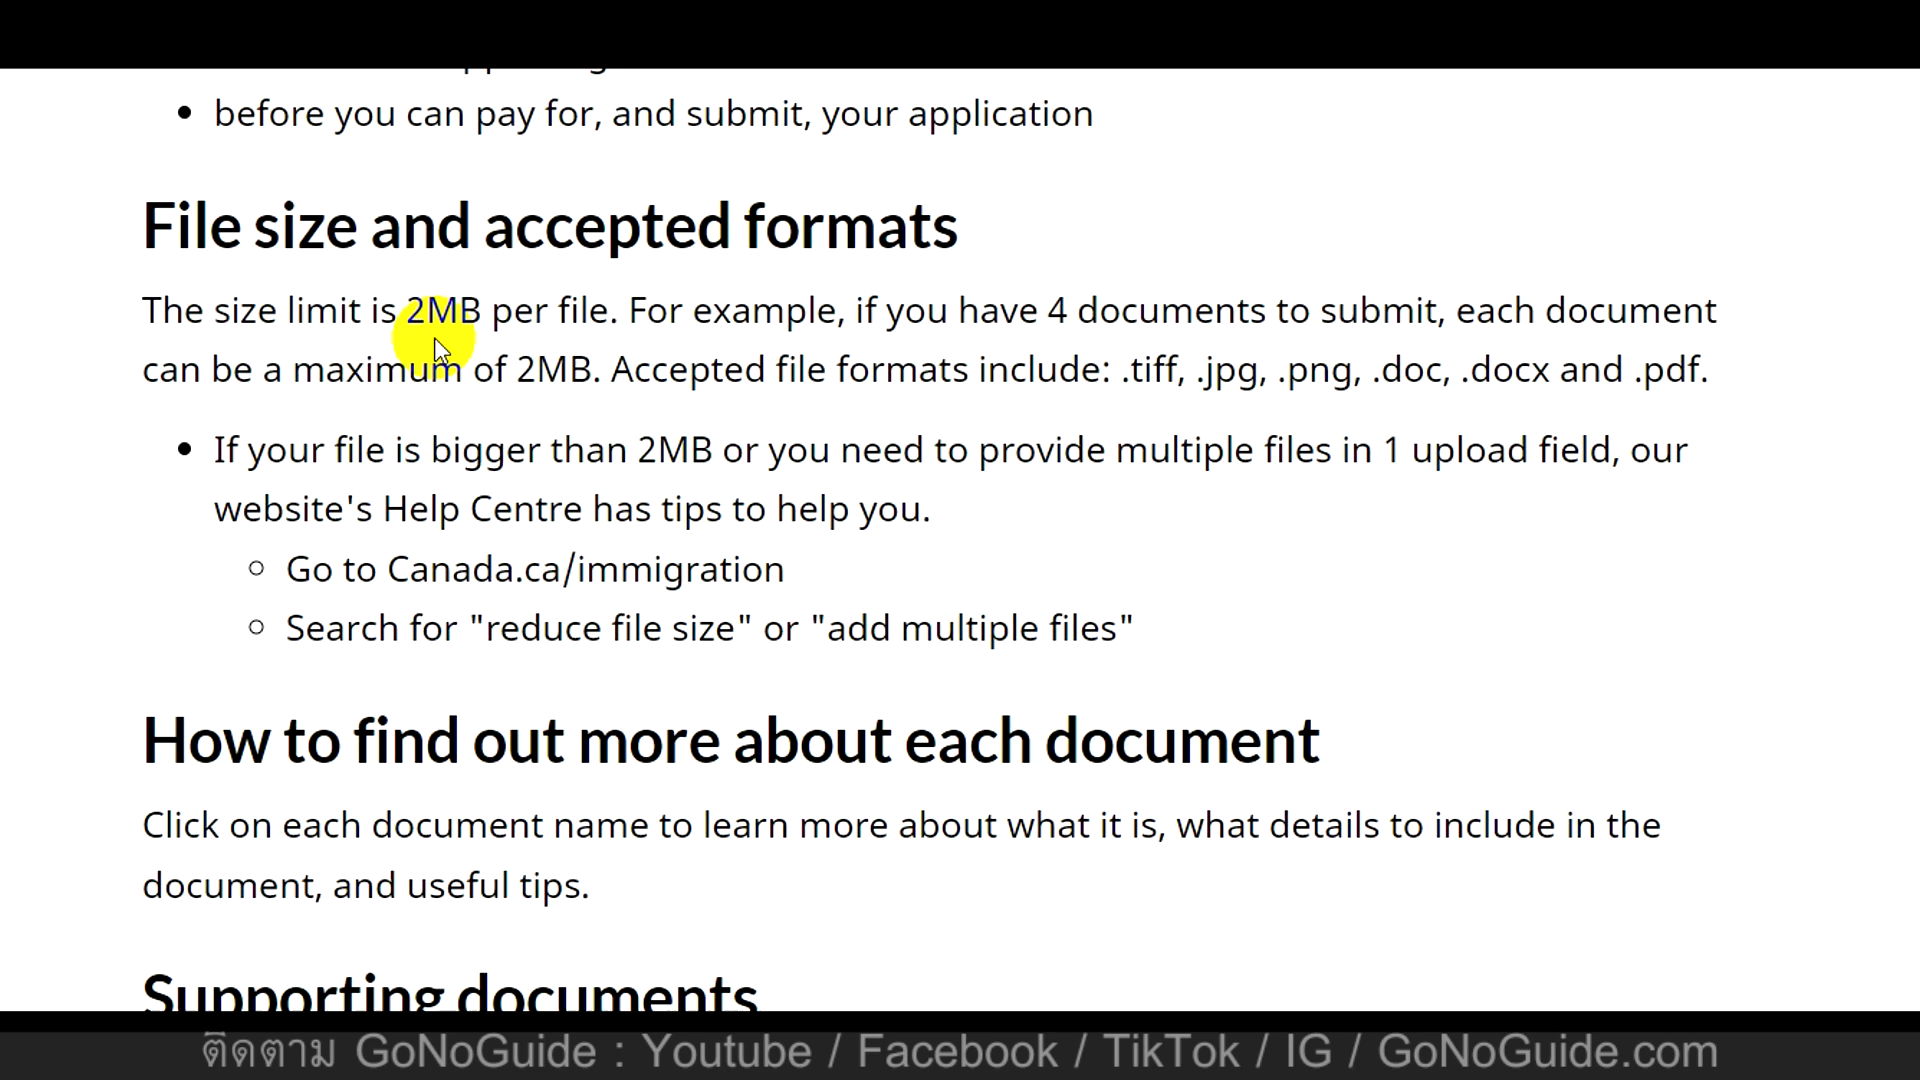 before you can pay for, and submit, your application
File size and accepted formats
The size limit is 2MB per file. For example, if you have 4 documents to submit, each document
can be a maximum of 2MB. Accepted file formats include: .tiff, .jpg, .png, .doc, .docx and .pdf.
If your file is bigger than 2MB or you need to provide multiple files in 1 upload field, our
website's Help Centre has tips to help you.
Go to Canada.ca/immigration
Search for "reduce file size" or "add multiple files"
How to find out more about each document
Click on each document name to learn more about what it is, what details to include in the
document, and useful tips.
Supporting documents
ติดตาม GoNoGuide : Youtube / Facebook / TikTok / IG / GoNoGuide.com